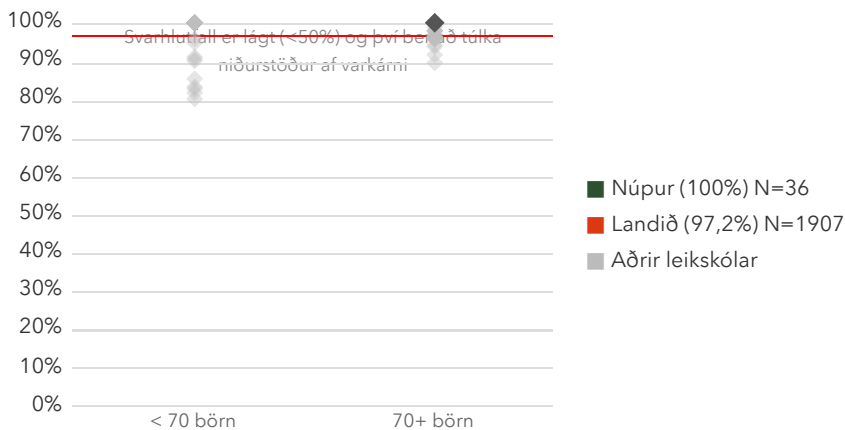 100%
Svarhlutfall er lágt (<50%) og því ber að túlka
90%
niðurstöður af varkárni
80%
70%
60%
50%
40%
30%
20%
10%
0%
< 70 börn
70+ börn
Núpur (100%) N=36
Landið (97,2%) N=1907
Aðrir leikskólar